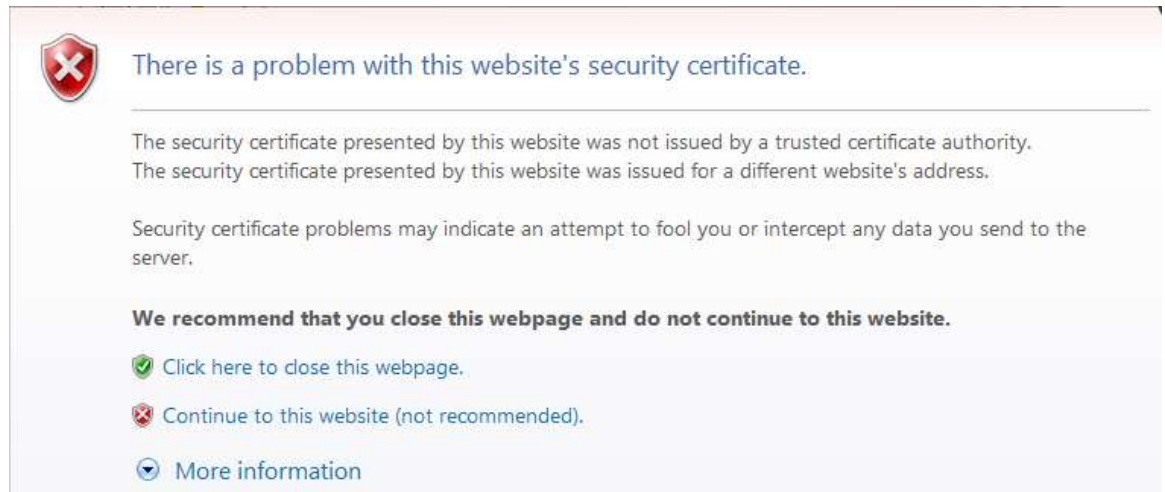 There is a problem with this website's security certificate.
The security certificate presented by this website was not issued by a trusted certificate authority.
The security certificate presented by this website was issued for a different website's address.
Security certificate problems may indicate an attempt to fool you or intercept any data you send to the
server.
We recommend that you close this webpage and do not continue to this website.
Click here to close this webpage.
Continue to this website (not recommended).
More information